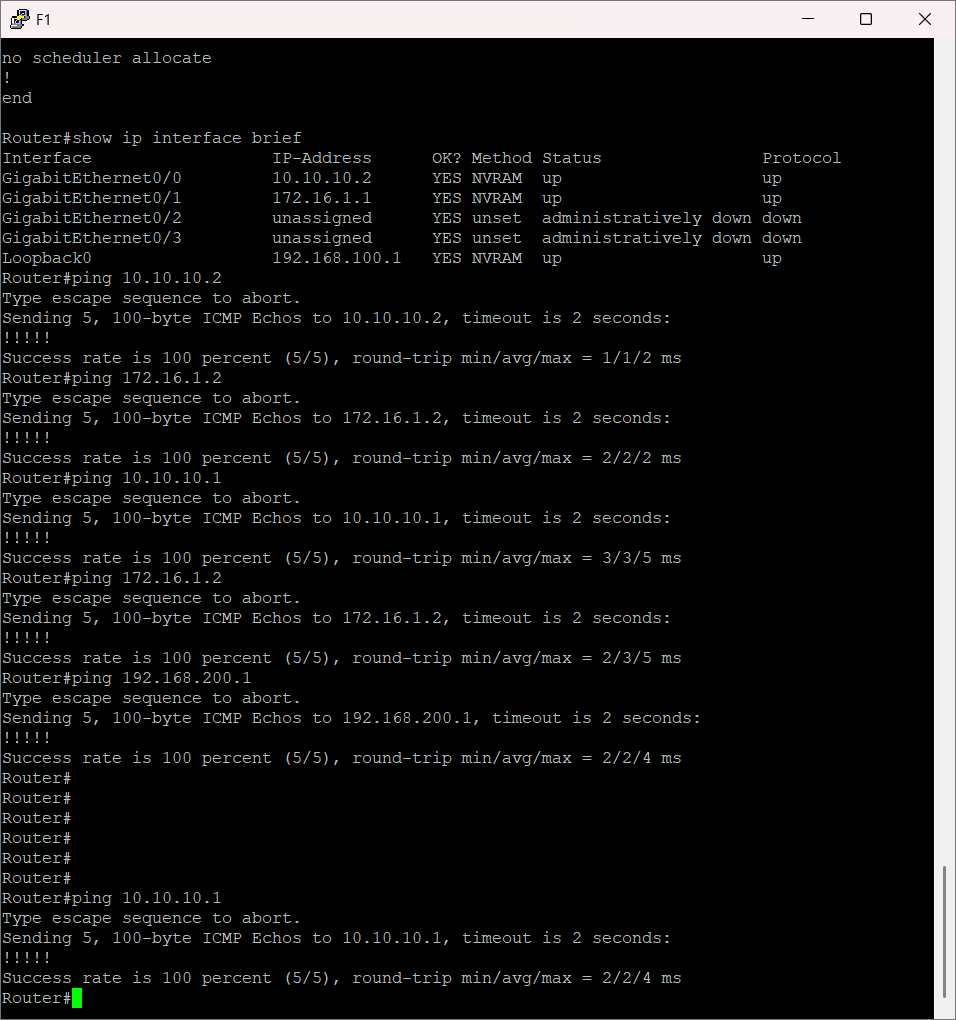 F1
no scheduler allocate
!
end
Router#show ip interface brief
Interface                  IP-Address      OK? Method Status                Protocol
GigabitEthernet0/0         10.10.10.2      YES NVRAM  up                    up
GigabitEthernet0/1         172.16.1.1      YES NVRAM  up                    up
GigabitEthernet0/2         unassigned      YES unset  administratively down down
GigabitEthernet0/3         unassigned      YES unset  administratively down down
Loopback0                  192.168.100.1   YES NVRAM  up                    up
Router#ping 10.10.10.2
Type escape sequence to abort.
Sending 5, 100-byte ICMP Echos to 10.10.10.2, timeout is 2 seconds:
!!!!!
Success rate is 100 percent (5/5), round-trip min/avg/max = 1/1/2 ms
Router#ping 172.16.1.2
Type escape sequence to abort.
Sending 5, 100-byte ICMP Echos to 172.16.1.2, timeout is 2 seconds:
!!!!!
Success rate is 100 percent (5/5), round-trip min/avg/max = 2/2/2 ms
Router#ping 10.10.10.1
Type escape sequence to abort.
Sending 5, 100-byte ICMP Echos to 10.10.10.1, timeout is 2 seconds:
!!!!!
Success rate is 100 percent (5/5), round-trip min/avg/max = 3/3/5 ms
Router#ping 172.16.1.2
Type escape sequence to abort.
Sending 5, 100-byte ICMP Echos to 172.16.1.2, timeout is 2 seconds:
!!!!!
Success rate is 100 percent (5/5), round-trip min/avg/max = 2/3/5 ms
Router#ping 192.168.200.1
Type escape sequence to abort.
Sending 5, 100-byte ICMP Echos to 192.168.200.1, timeout is 2 seconds:
!!!!!
Success rate is 100 percent (5/5), round-trip min/avg/max = 2/2/4 ms
Router#
Router#
Router#
Router#
Router#
Router#
Router#ping 10.10.10.1
Type escape sequence to abort.
Sending 5, 100-byte ICMP Echos to 10.10.10.1, timeout is 2 seconds:
!!!!!
Success rate is 100 percent (5/5), round-trip min/avg/max = 2/2/4 ms
Router#